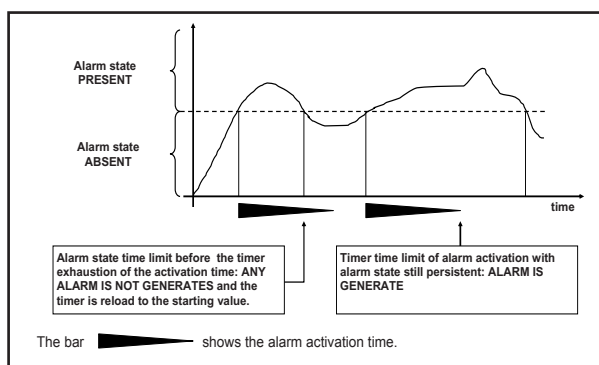 Alarm state
PRESENT
Alarm state
ABSENT
time
Alarm state time limit before the timer
exhaustion of the activation time: ANY
ALARM IS NOT GENERATES and the
timer is reload to the starting value.
Timer time limit of alarm activation with
alarm state still persistent: ALARM IS
GENERATE
The bar shows the alarm activation time.